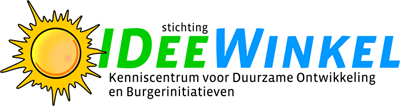 stichting
IDEEWINKEL
Kenniscentrum voor Duurzame Ontwikkeling
en Burgerinitiatieven